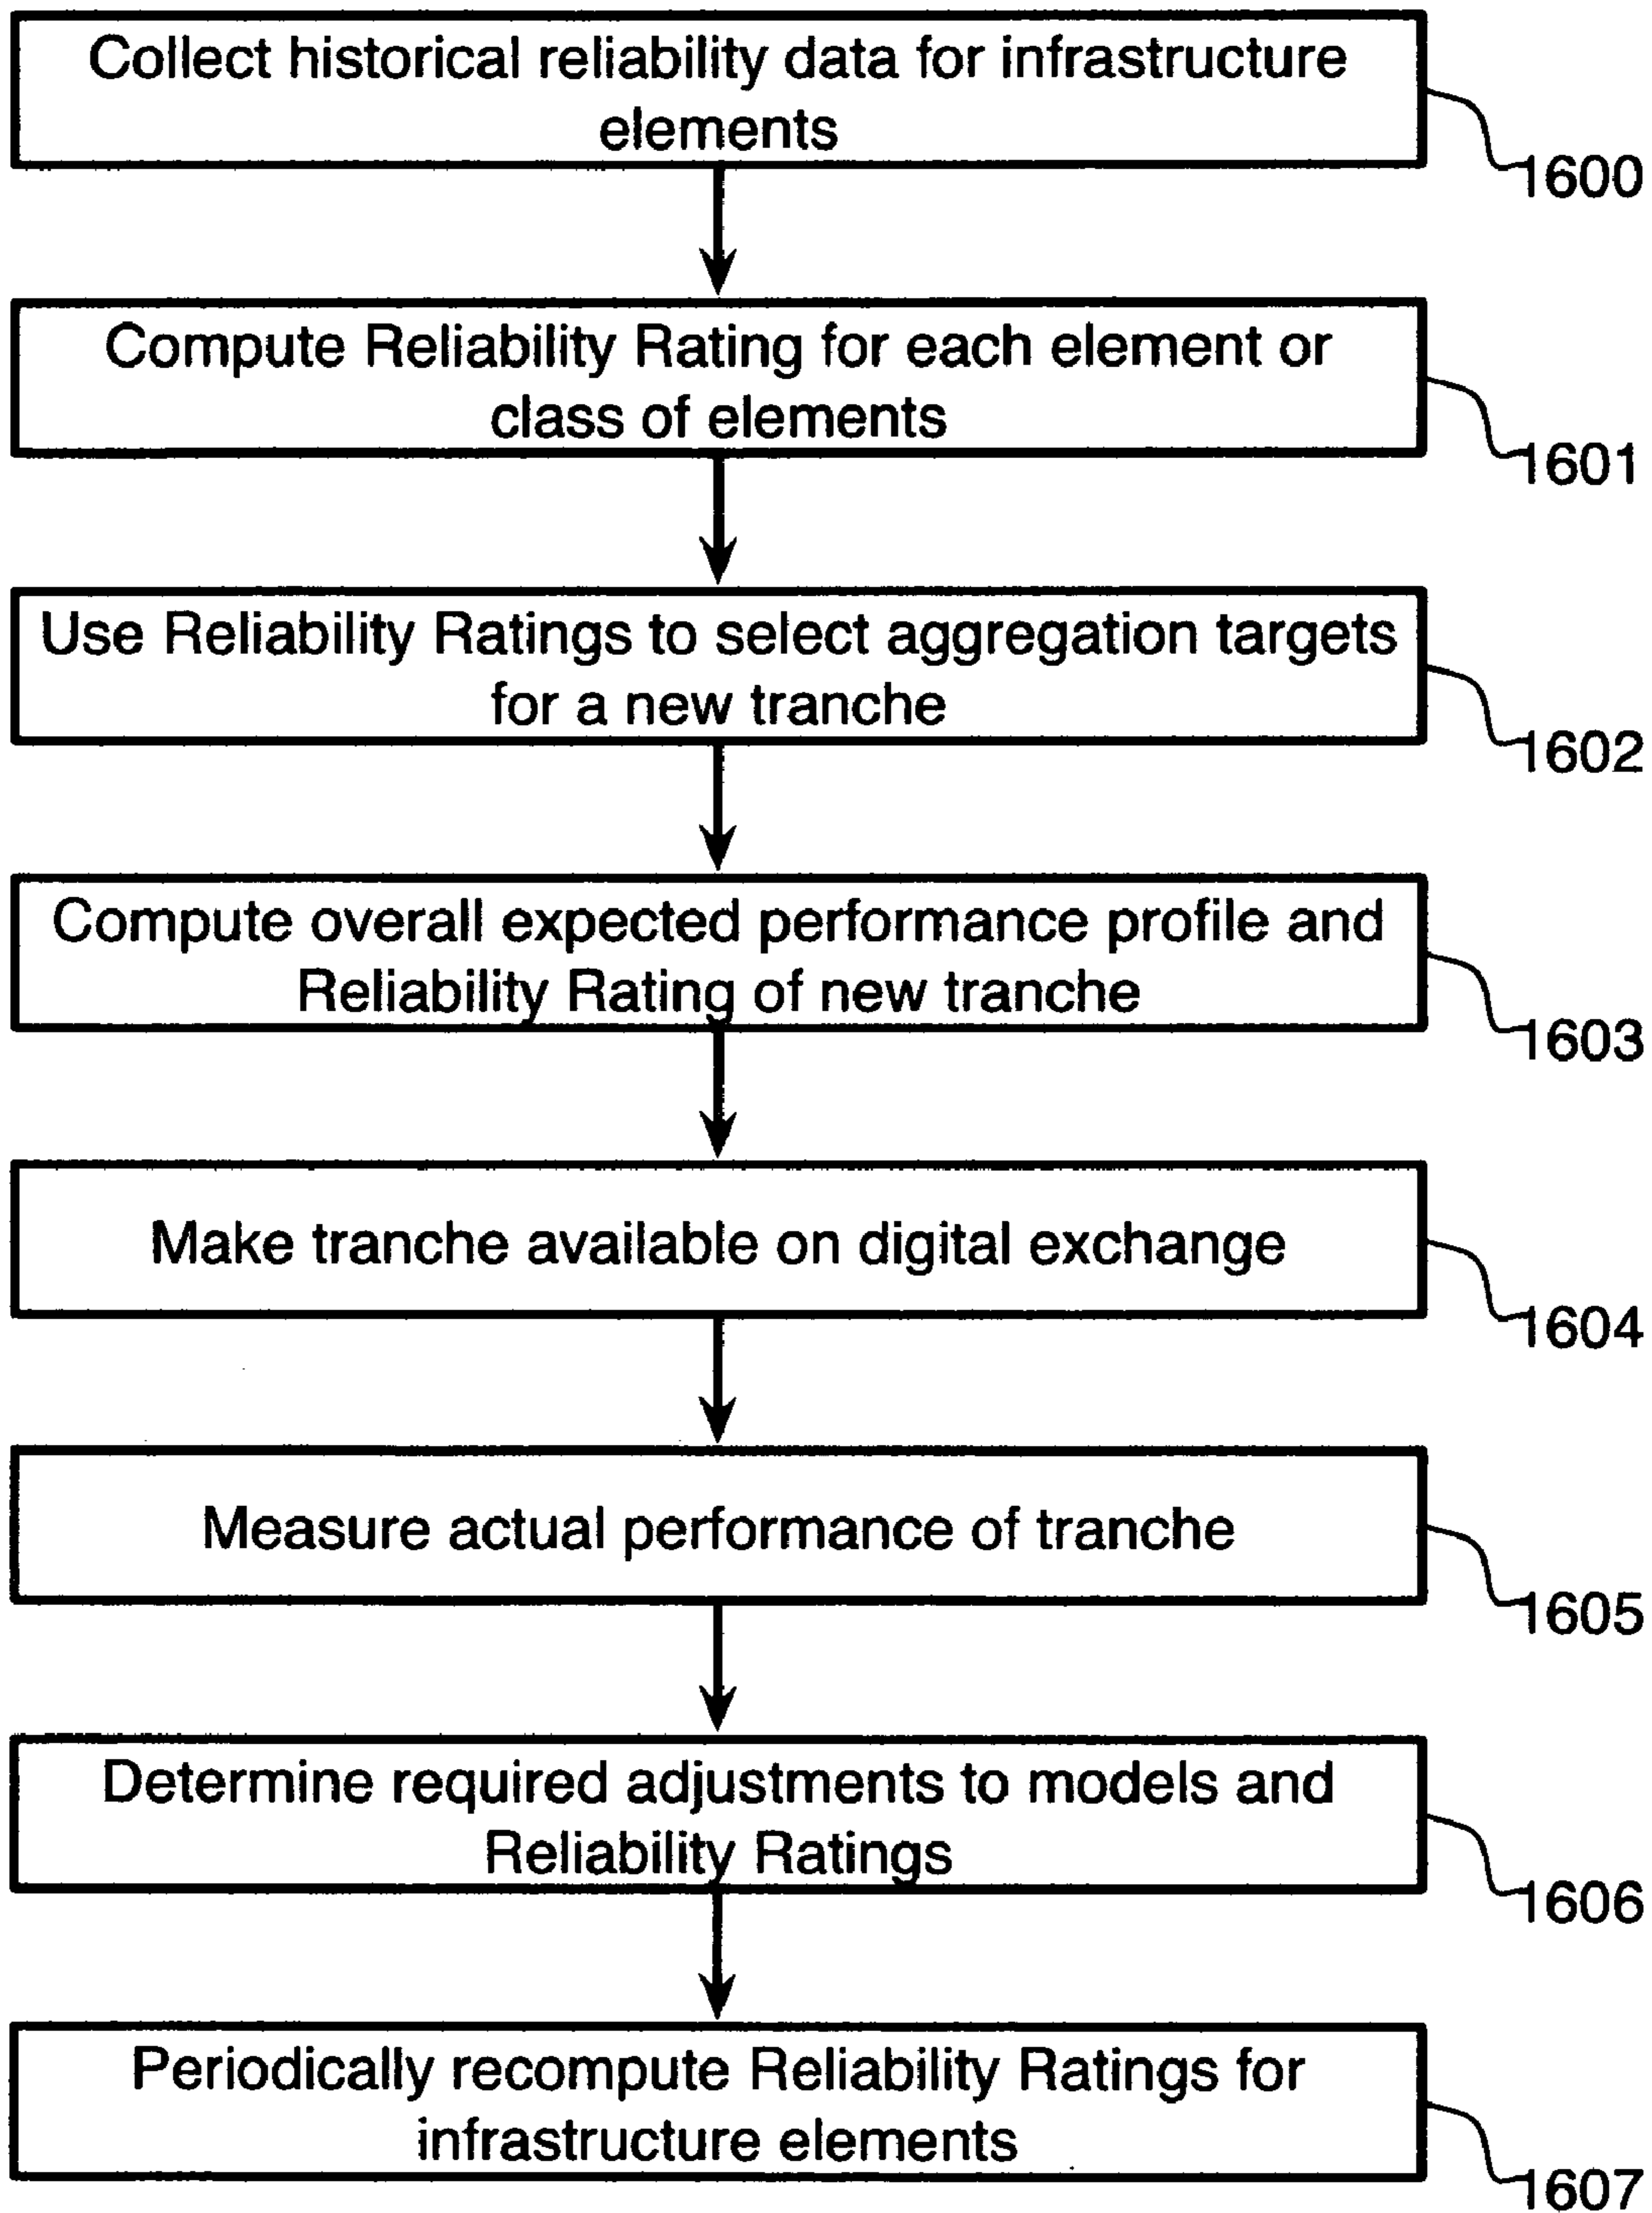 Collect historical reliability data for infrastructure
elements
1600
Compute Reliability Rating for each element or
class of elements
1601
Use Reliability Ratings to select aggregation targets
for a new tranche
1602
Compute overall expected performance profile and
Reliability Rating of new tranche
1603
Make tranche available on digital exchange
1604
Measure actual performance of tranche
1605
Determine required adjustments to models and
Reliability Ratings
1606
Periodically recompute Reliability Ratings for
infrastructure elements
1607